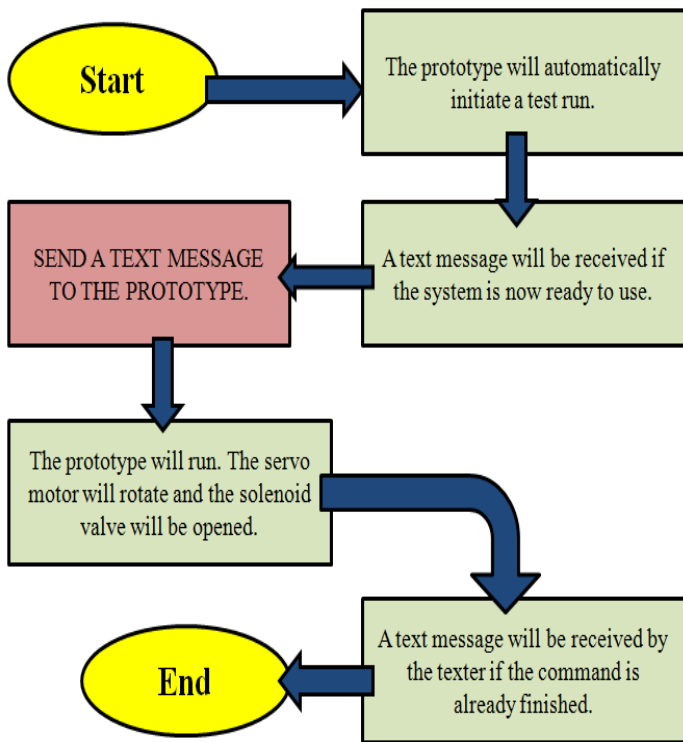 Start
The prototype will automatically
initiate a test run.
A text message will be received if
the system is now ready to use.
SEND A TEXT MESSAGE
TO THE PROTOTYPE.
The prototype will run. The servo
motor will rotate and the solenoid
valve will be opened.
A text message will be received by
the texter if the command is
already finished.
End